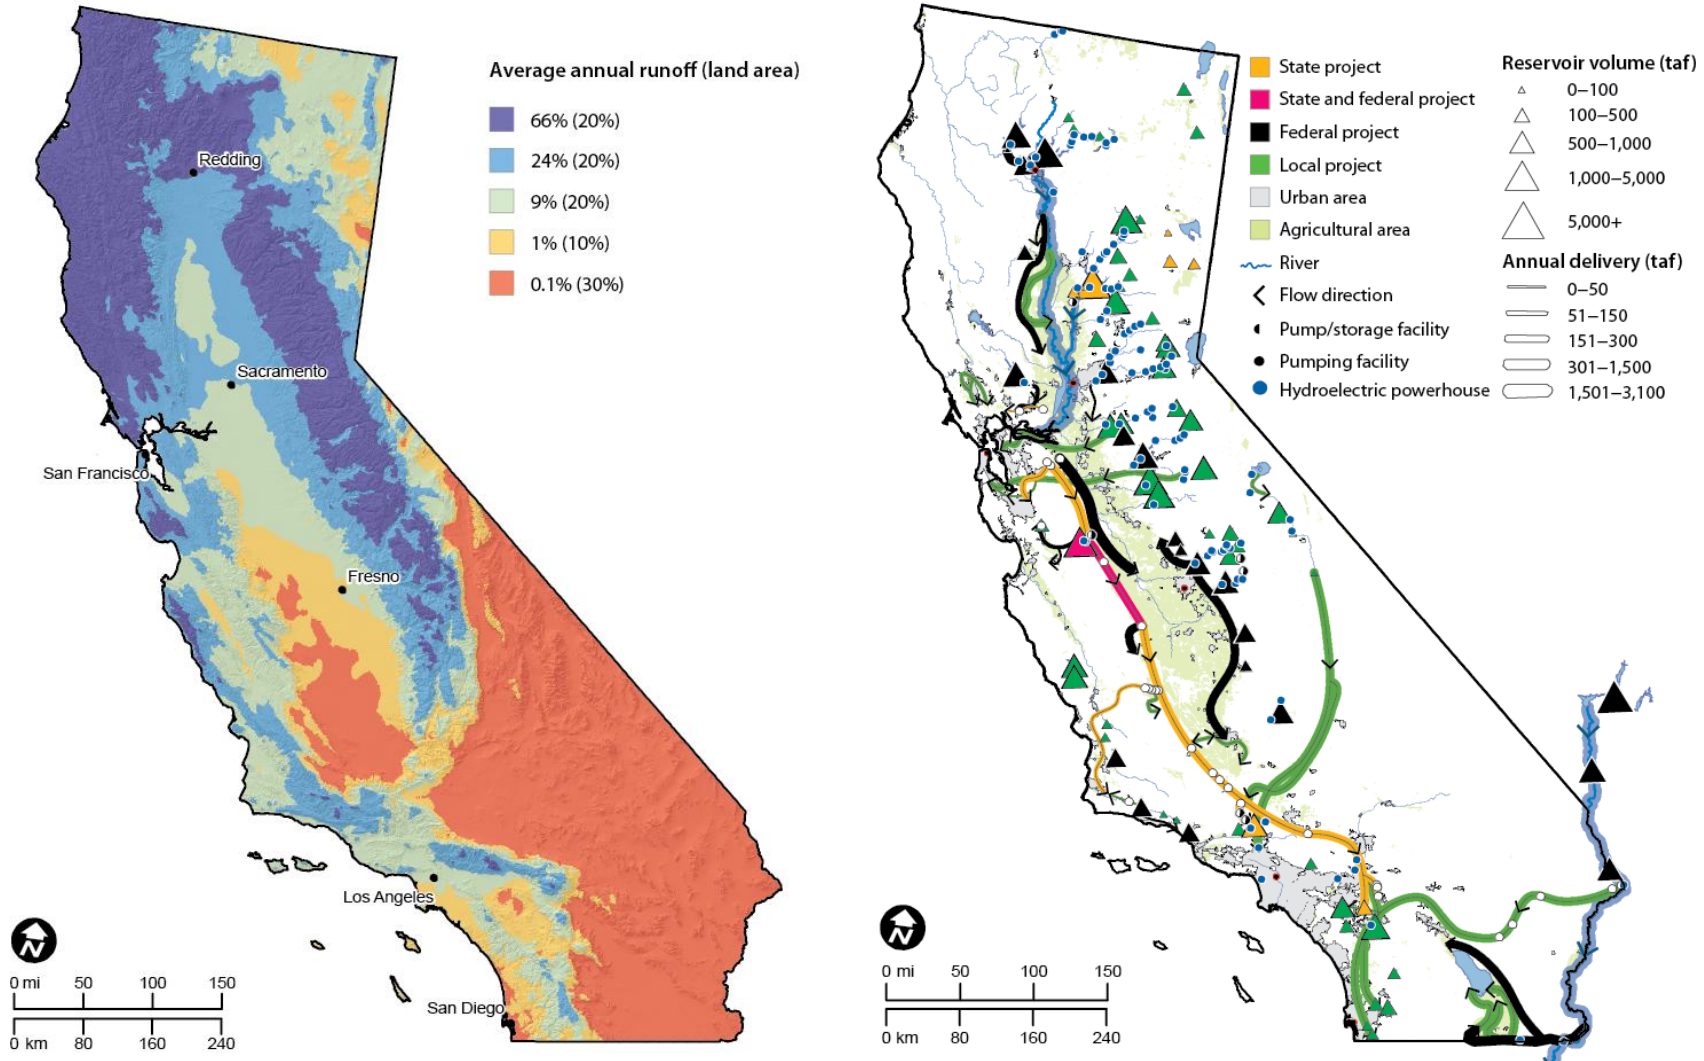 Average annual runoff (land area)
66% (20%)
24% (20%)
9% (20%)
1% (10%)
0.1% (30%)
Redding
Sacramento
San Francisco
Fresno
Los Angeles
San Diego
N
0 mi 50 100 150
0 km 80 160 240
State project
State and federal project
Federal project
Local project
Urban area
Agricultural area
River
Flow direction
Pump/storage facility
Pumping facility
Hydroelectric powerhouse
Reservoir volume (taf)
0–100
100–500
500–1,000
1,000–5,000
5,000+
Annual delivery (taf)
0–50
51–150
151–300
301–1,500
1,501–3,100
N
0 mi 50 100 150
0 km 80 160 240